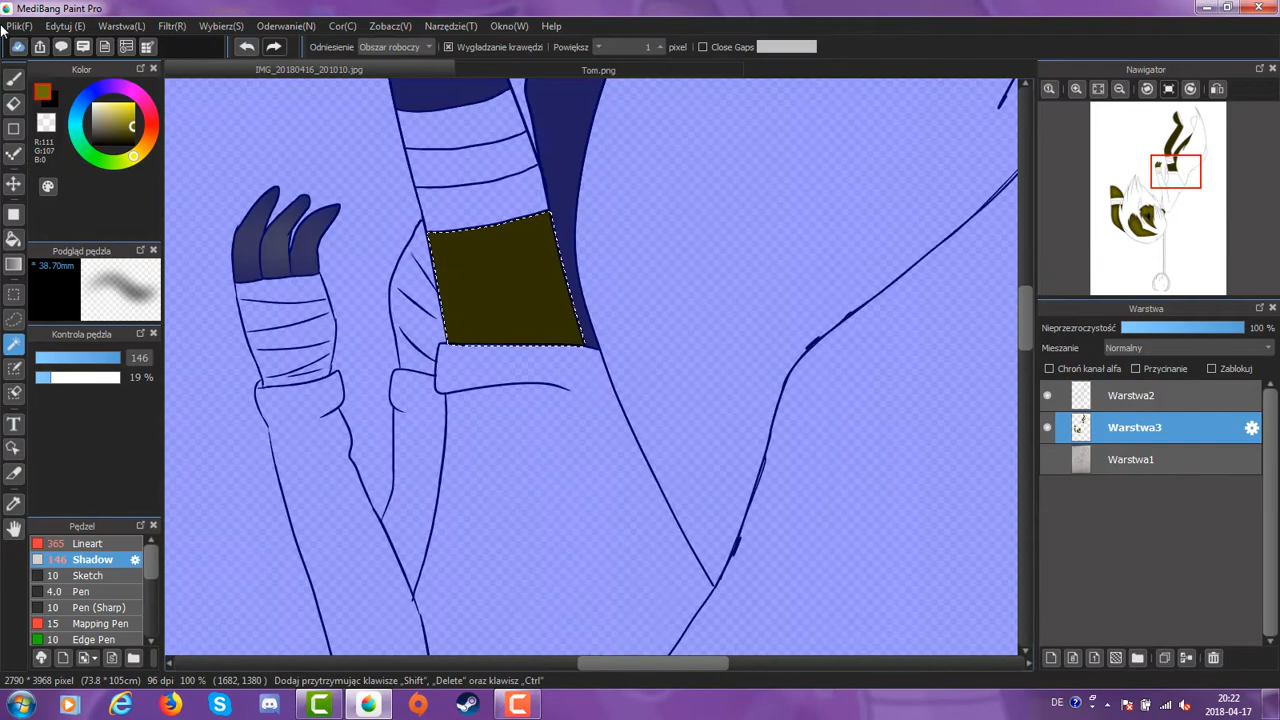 MediBang Paint Pro
Plik(F) Edytuj (E) Warstwa(L) Filtr(R) Wybierz(S) Oderwanie(N) Cor(C) Zobacz(V) Narzędzie(T) Okno(W) Help
Odniesienie Obszar roboczy Wygładzanie krawędzi Powiększ 1 pixel Close Gaps
Kolor
IMG_20180416_201010.jpg
Tom.png
Nawigator
R:111
G:107
B:0
Podgląd pędzla
* 38.70mm
Kontrola pędzla
146
19 %
Warstwa
Nieprzezroczystość 100 %
Mieszanie Normalny
Chroń kanał alfa Przycinanie Zablokuj
Warstwa2
Warstwa3
Warstwa1
Pędzel
365 Lineart
146 Shadow
10 Sketch
4.0 Pen
10 Pen (Sharp)
15 Mapping Pen
10 Edge Pen
2790 * 3968 pixel (73.8 * 105cm) 96 dpi 100 % (1682,1380) Dodaj przytrzymując klawisze „Shift”, „Delete” oraz klawisz „Ctrl”
DE
20:22
2018-04-17